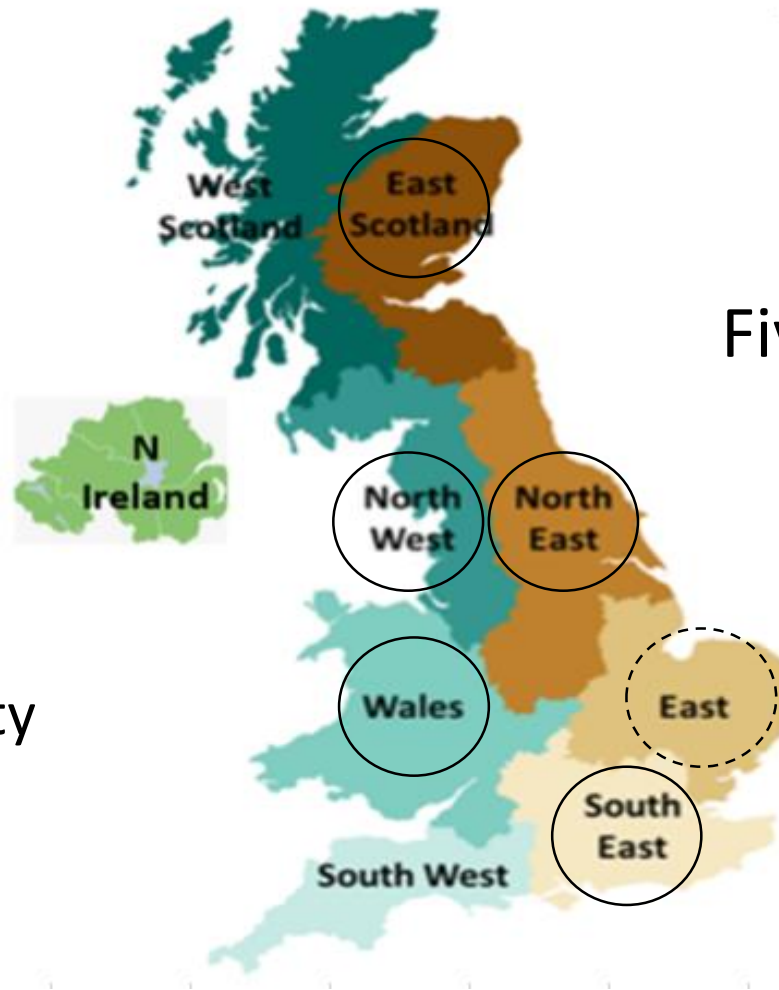 West
Scotland
East
Scotland
N
Ireland
North
West
North
East
Wales
East
South
East
South West